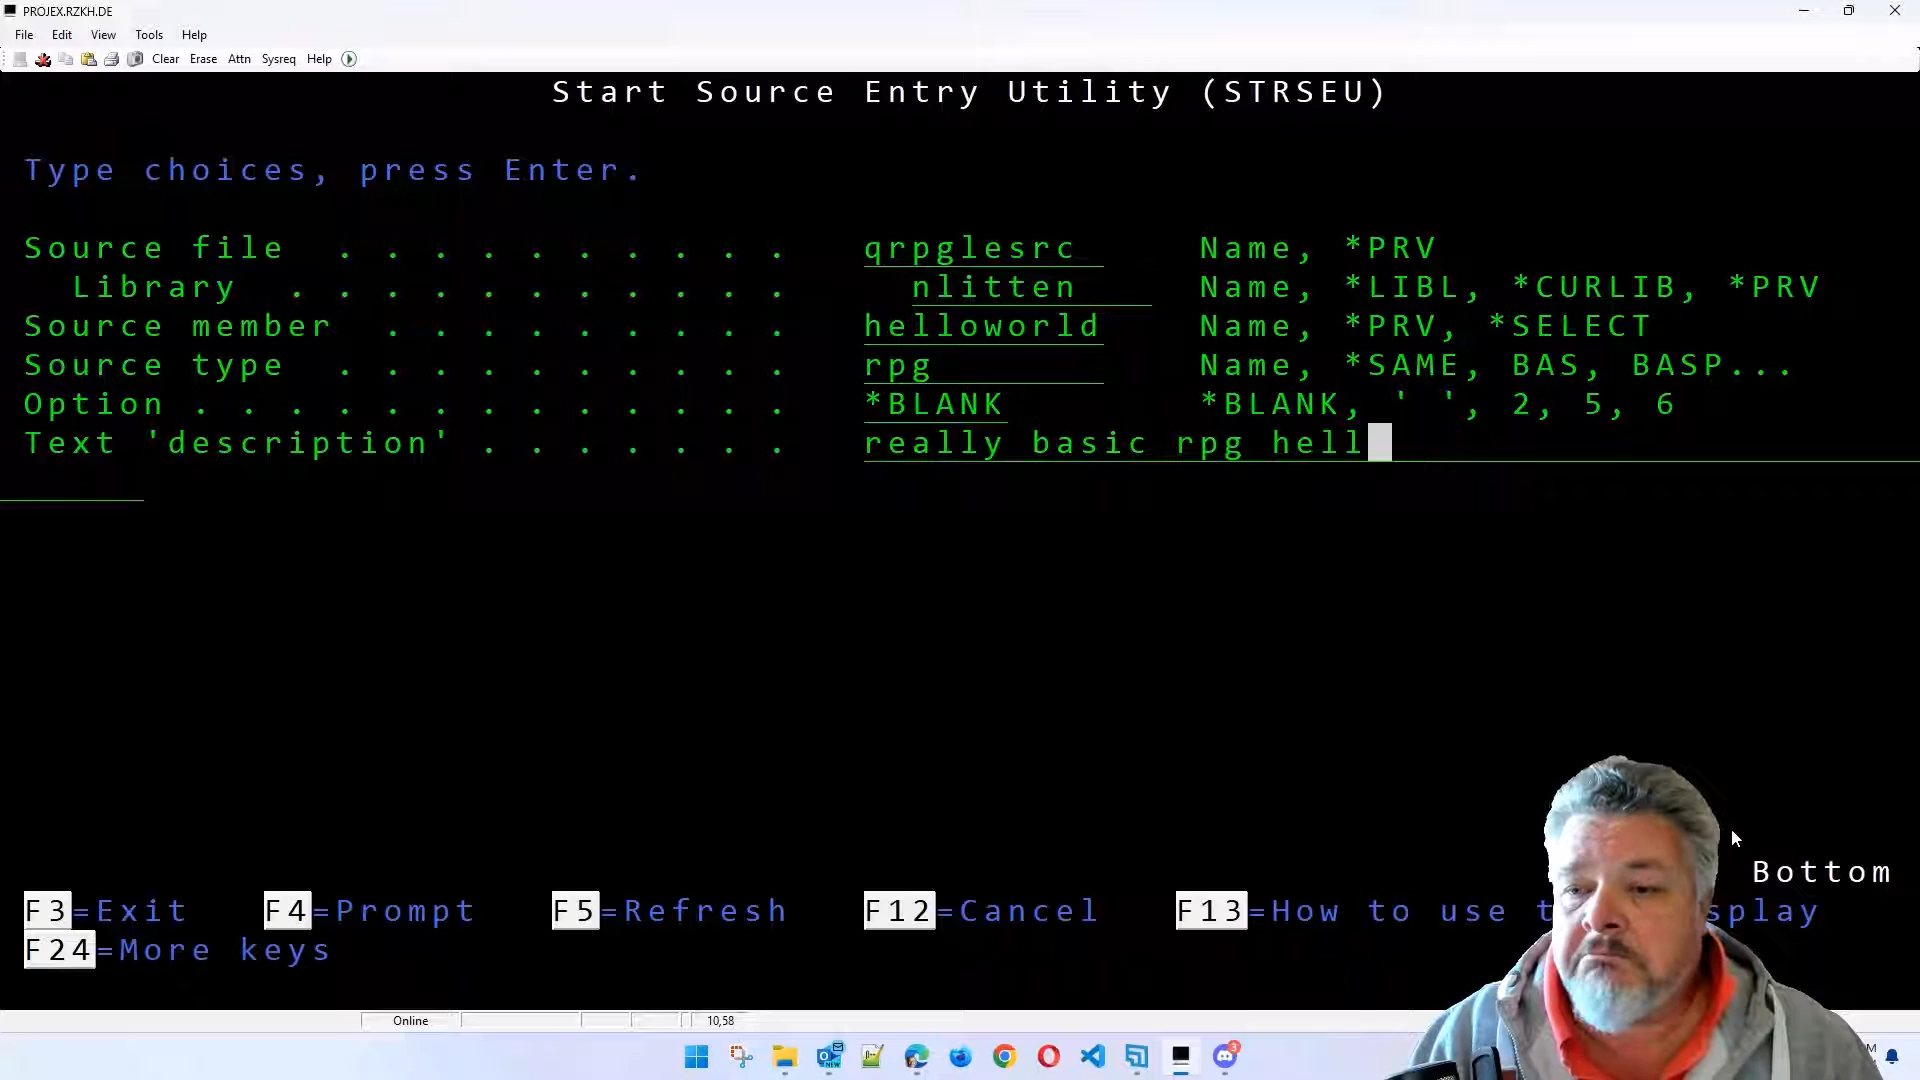 PROJEX.RZKH.DE
File Edit View Tools Help
Clear Erase Attn Sysreq Help
Start Source Entry Utility (STRSEU)
Type choices, press Enter.
Source file . . . . . . . . . . qrpglesrc Name, *PRV
Library . . . . . . . . . . . nlitten Name, *LIBL, *CURLIB, *PRV
Source member . . . . . . . . . helloworld Name, *PRV, *SELECT
Source type . . . . . . . . . . rpg Name, *SAME, BAS, BASP...
Option . . . . . . . . . . . . . *BLANK *BLANK, ' ', 2, 5, 6
Text 'description' . . . . . . . really basic rpg hell
Bottom
F3=Exit F4=Prompt F5=Refresh F12=Cancel F13=How to use t splay
F24=More keys
Online 10,58
NEW 3
M